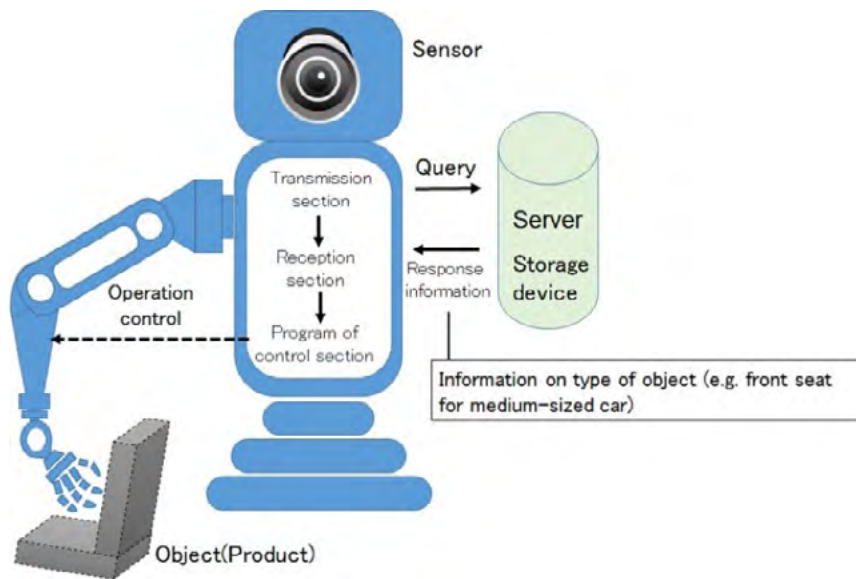 Sensor
Transmission
section
Query
Server
Storage
device
Reception
section
Response
information
Operation
control
Program of
control section
Information on type of object (e.g. front seat
for medium-sized car)
Object(Product)